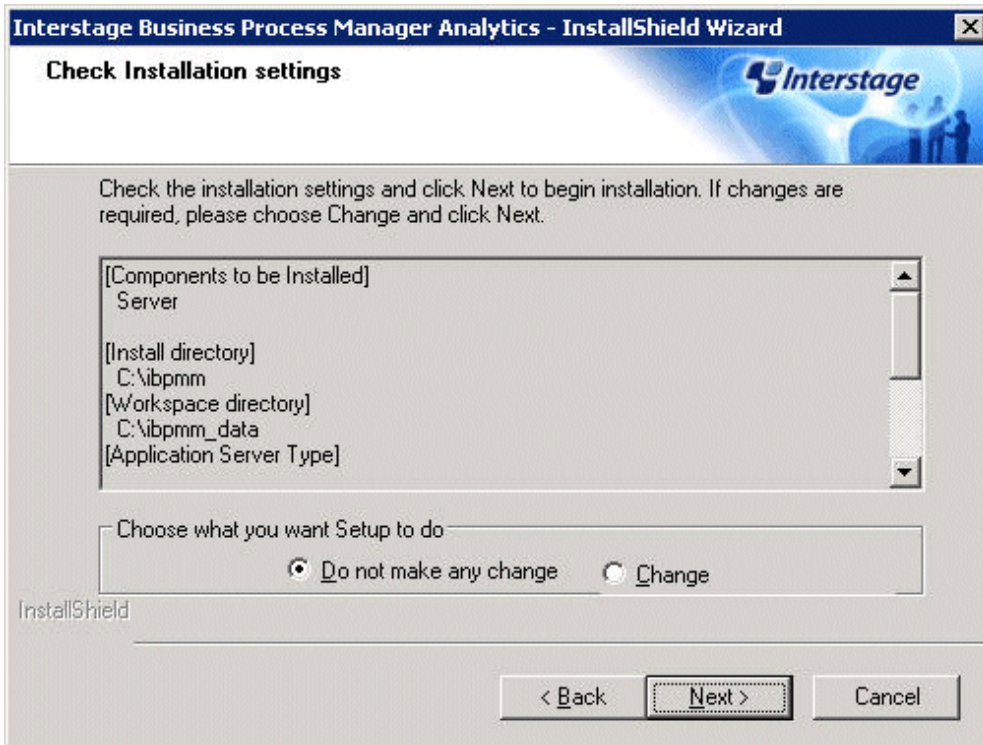 Interstage Business Process Manager Analytics - InstallShield Wizard
Check Installation settings
Interstage
Check the installation settings and click Next to begin installation. If changes are
required, please choose Change and click Next.
[Components to be Installed]
Server
[Install directory]
C:\ibpmm
[Workspace directory]
C:\ibpmm_data
[Application Server Type]
Choose what you want Setup to do
Do not make any change
Change
InstallShield
< Back
Next >
Cancel